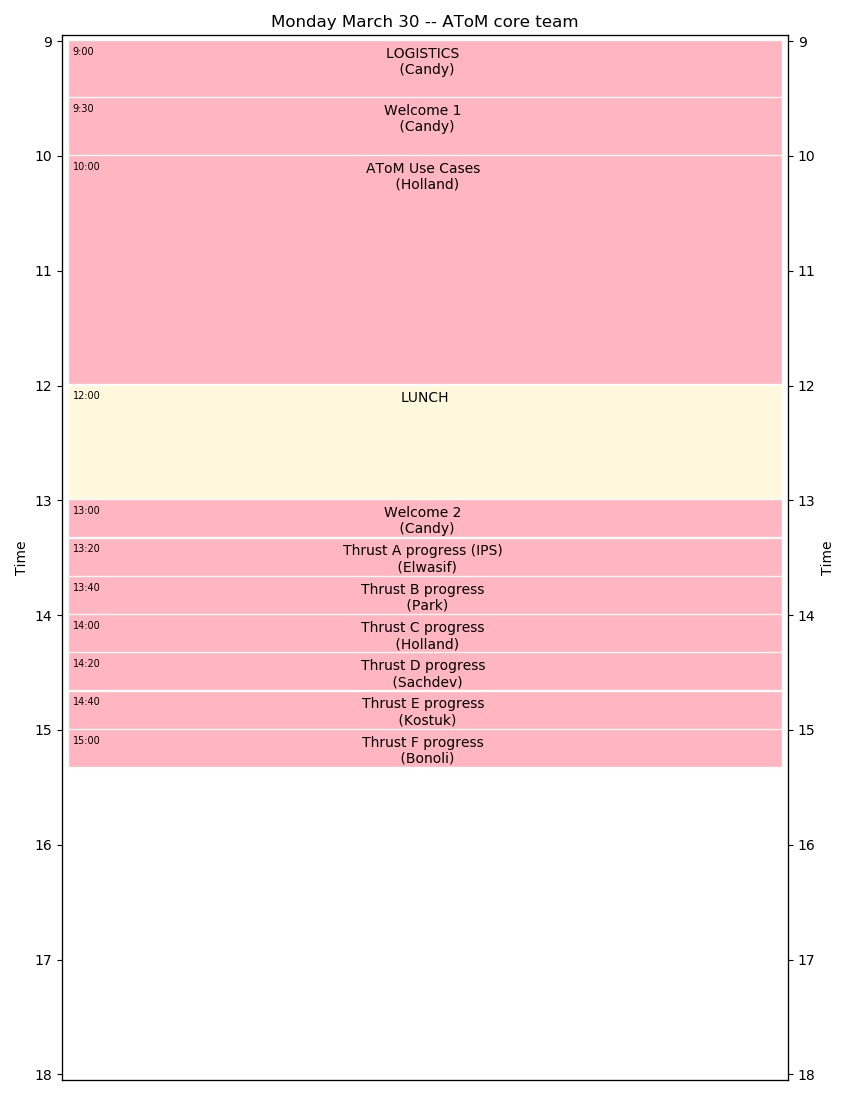 Monday March 30 -- AToM core team
9 9
9:00 LOGISTICS
(Candy)
9:30 Welcome 1
(Candy)
10 10
10:00 AToM Use Cases
(Holland)
11 11
12 12
12:00 LUNCH
13 13
13:00 Welcome 2
(Candy)
13:20 Thrust A progress (IPS)
(Elwasif)
Time Time
13:40 Thrust B progress
(Park)
14 14
14:00 Thrust C progress
(Holland)
14:20 Thrust D progress
(Sachdev)
14:40 Thrust E progress
(Kostuk)
15 15
15:00 Thrust F progress
(Bonoli)
16 16
17 17
18 18